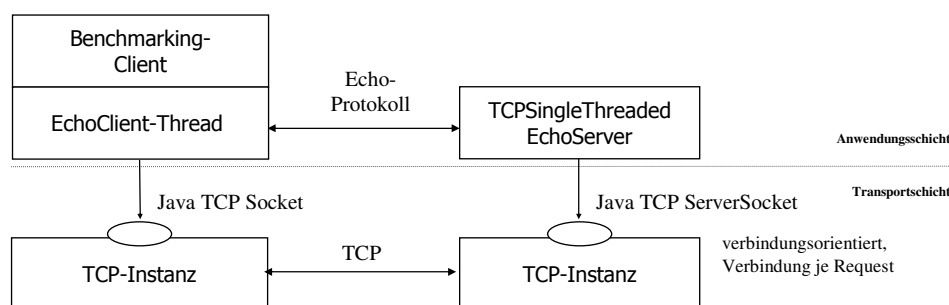 Benchmarking-
Client
EchoClient-Thread
Echo-
Protokoll
TCPSingleThreaded
EchoServer
Anwendungsschicht
Transportschicht
Java TCP Socket
Java TCP ServerSocket
TCP-Instanz
TCP
TCP-Instanz
verbindungsorientiert,
Verbindung je Request